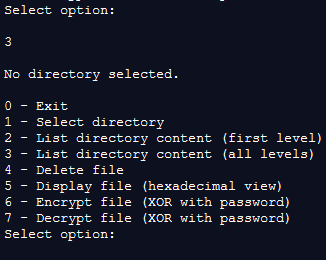 Select option:
3
No directory selected.
0 - Exit
1 - Select directory
2 - List directory content (first level)
3 - List directory content (all levels)
4 - Delete file
5 - Display file (hexadecimal view)
6 - Encrypt file (XOR with password)
7 - Decrypt file (XOR with password)
Select option: